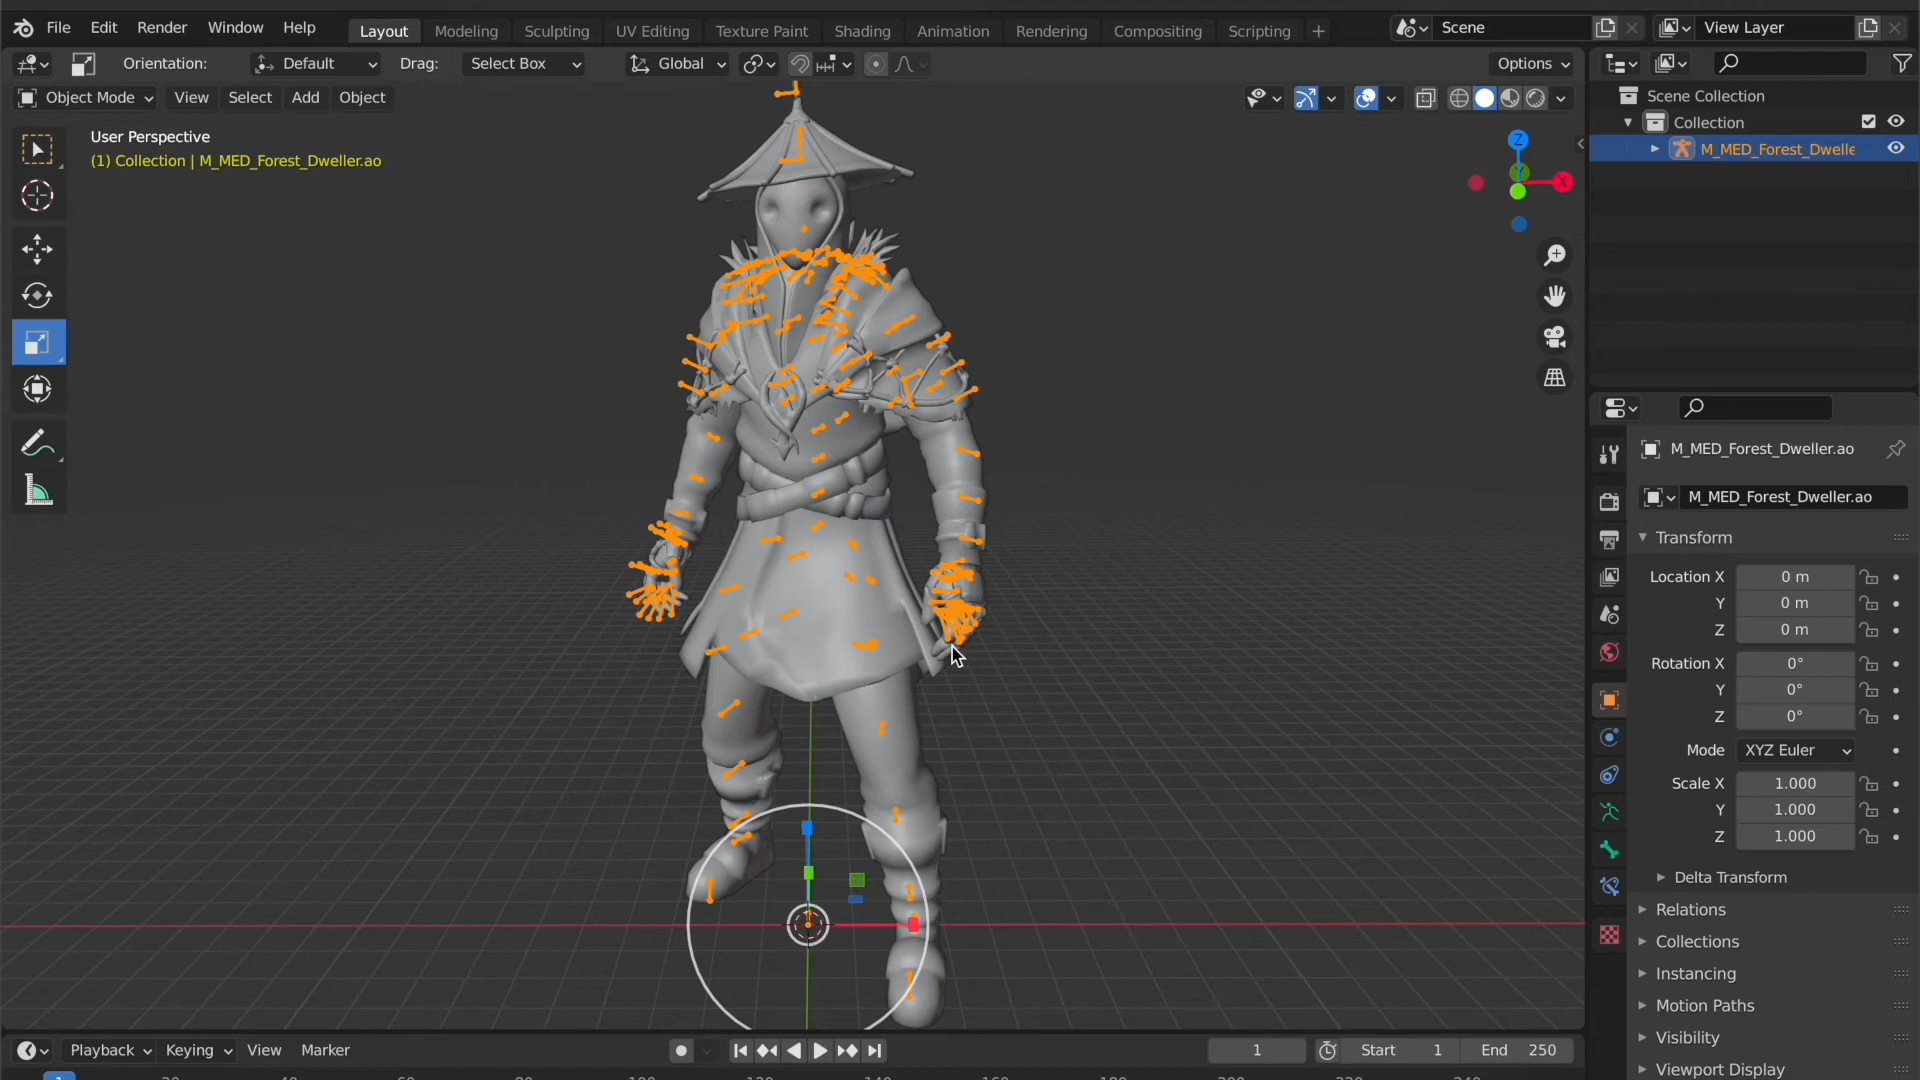 File Edit Render Window Help Layout Modeling Sculpting UV Editing Texture Paint Shading Animation Rendering Compositing Scripting + Scene View Layer
Orientation: Default Drag: Select Box Global Options
Object Mode View Select Add Object
User Perspective
(1) Collection | M_MED_Forest_Dweller.ao
Z
Y
X
Scene Collection
Collection
M_MED_Forest_Dwelle
M_MED_Forest_Dweller.ao
M_MED_Forest_Dweller.ao
Transform
Location X 0 m
Y 0 m
Z 0 m
Rotation X 0°
Y 0°
Z 0°
Mode XYZ Euler
Scale X 1.000
Y 1.000
Z 1.000
Delta Transform
Relations
Collections
Instancing
Motion Paths
Visibility
Viewport Display
Playback Keying View Marker 1 Start 1 End 250